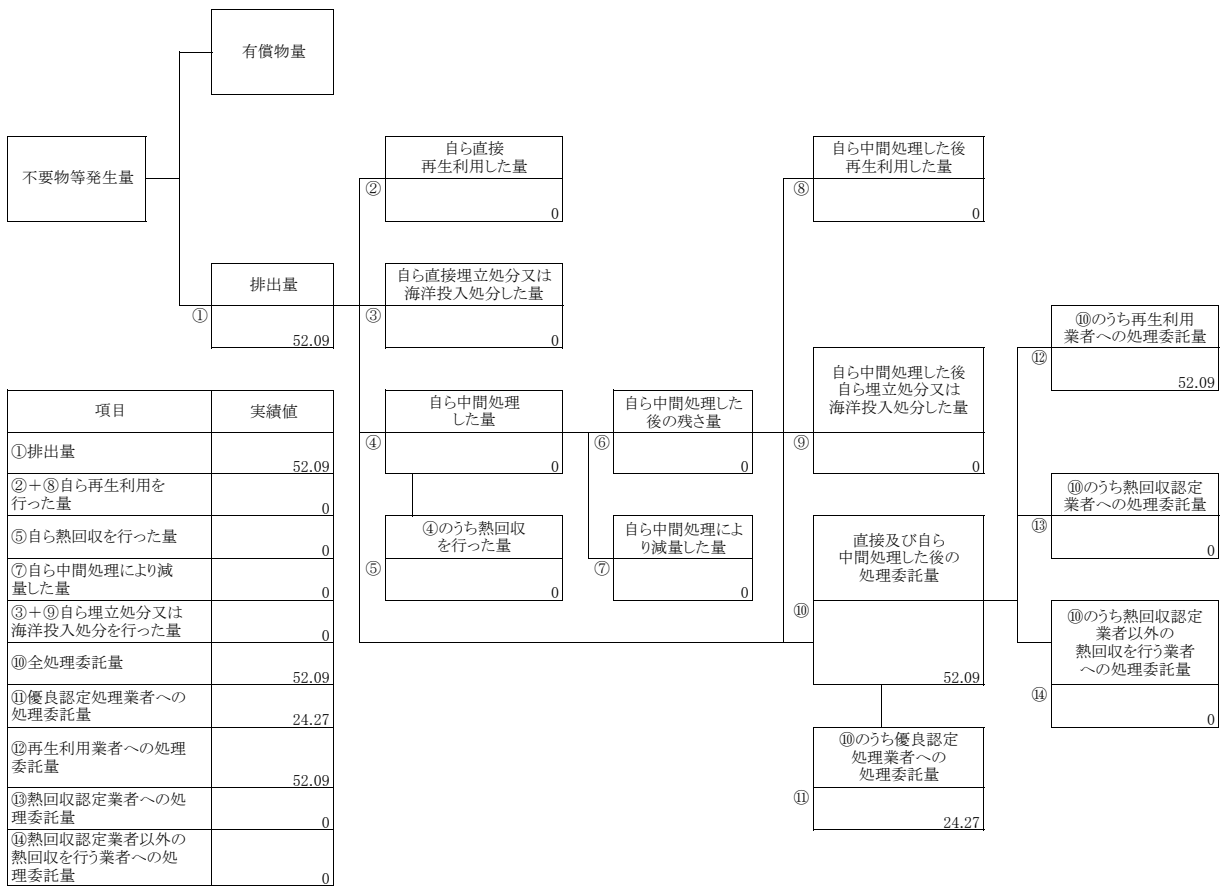 有償物量
不要物等発生量
自ら直接
再生利用した量
②
0
自ら中間処理した後
再生利用した量
⑧
0
排出量
①
52.09
自ら直接埋立処分又は
海洋投入処分した量
③
0
⑩のうち再生利用
業者への処理委託量
⑫
52.09
自ら中間処理
した量
④
0
自ら中間処理した
後の残さ量
⑥
0
自ら中間処理した後
自ら埋立処分又は
海洋投入処分した量
⑨
0
⑩のうち熱回収認定
業者への処理委託量
⑬
0
④のうち熱回収
を行った量
⑤
0
自ら中間処理によ
り減量した量
⑦
0
直接及び自ら
中間処理した後の
処理委託量
⑩
52.09
⑩のうち熱回収認定
業者以外の
熱回収を行う業者
への処理委託量
⑭
0
⑩のうち優良認定
処理業者への
処理委託量
⑪
24.27
項目 実績値
①排出量
52.09
②+⑧自ら再生利用を
行った量
0
⑤自ら熱回収を行った量
0
⑦自ら中間処理により減
量した量
0
③+⑨自ら埋立処分又は
海洋投入処分を行った量
0
⑩全処理委託量
52.09
⑪優良認定処理業者への
処理委託量
24.27
⑫再生利用業者への処理
委託量
52.09
⑬熱回収認定業者への処
理委託量
0
⑭熱回収認定業者以外の
熱回収を行う業者への処
理委託量
0